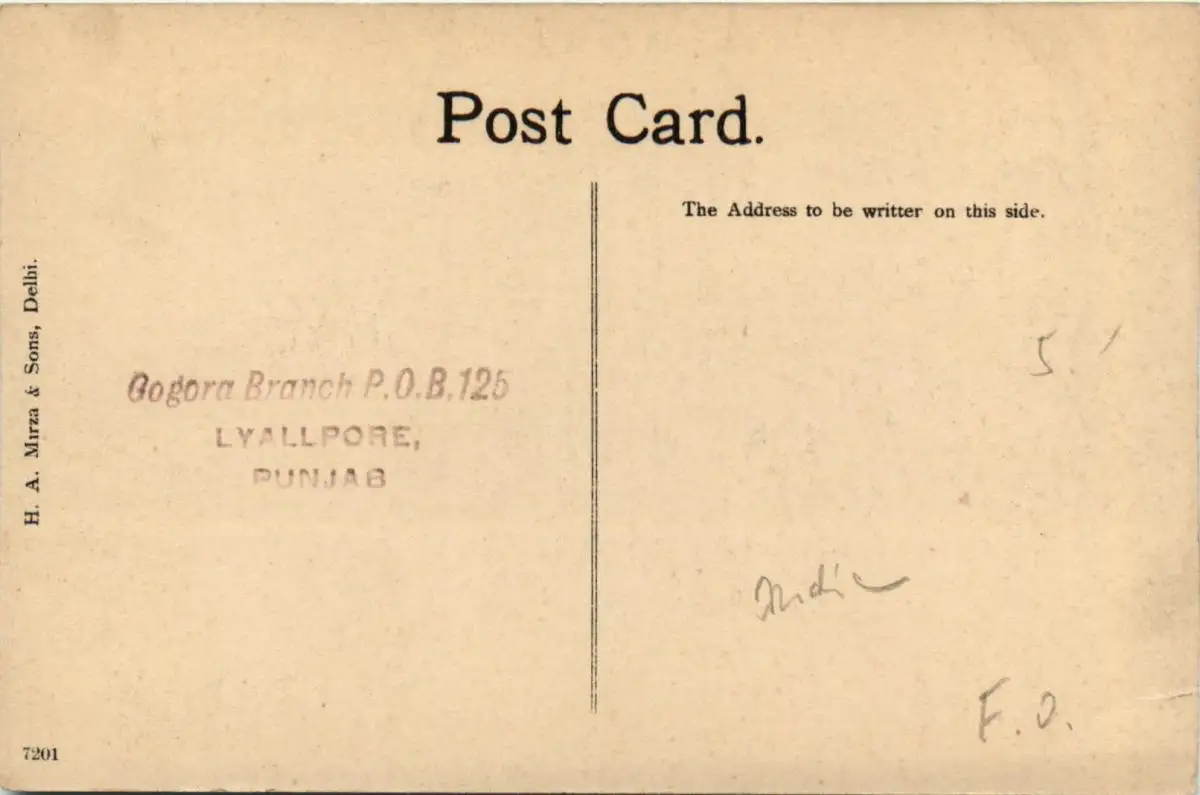 Post Card.
The Address to be writter on this side.
H. A. Mirza & Sons, Delhi.
Gogora Branch P.O.B. 125
LYALLPORE,
PUNJAB
5.
India
F. O.
7201